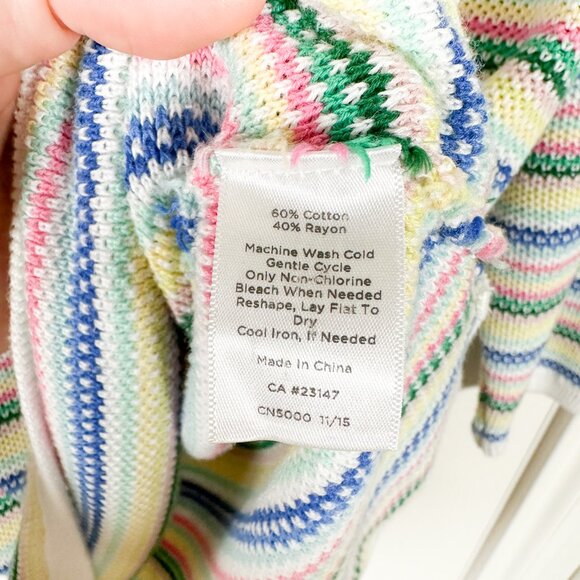 60% Cotton
40% Rayon
Machine Wash Cold
Gentle Cycle
Only Non-Chlorine
Bleach When Needed
Reshape, Lay Flat To
Dry
Cool Iron, If Needed
Made In China
CA #23147
CN5000 11/15